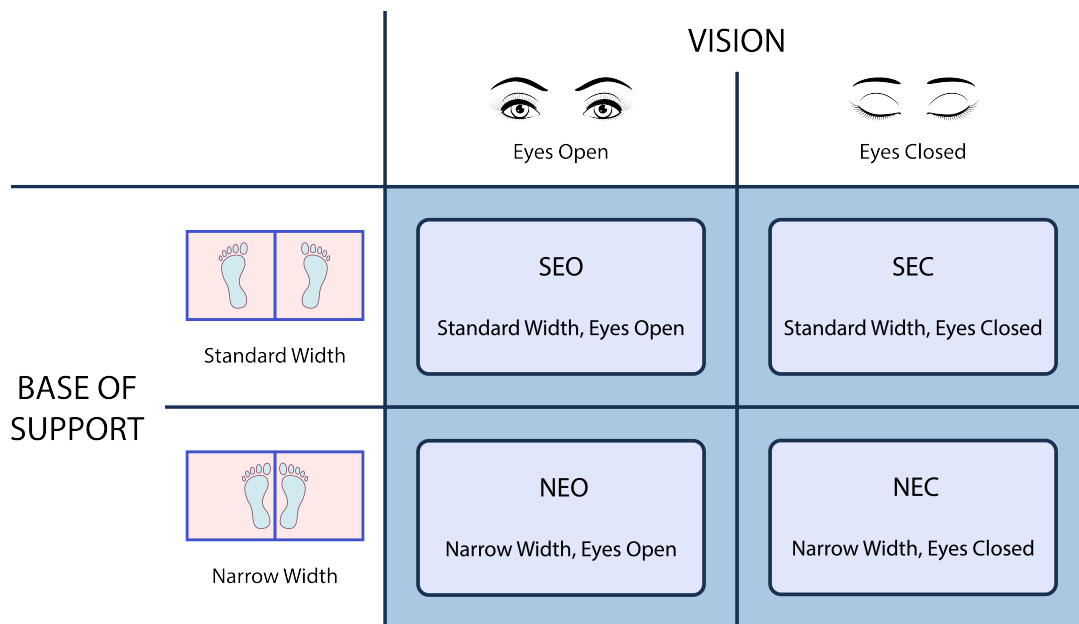 VISION
Eyes Open
Eyes Closed
BASE OF
SUPPORT
Standard Width
SEO
Standard Width, Eyes Open
SEC
Standard Width, Eyes Closed
Narrow Width
NEO
Narrow Width, Eyes Open
NEC
Narrow Width, Eyes Closed